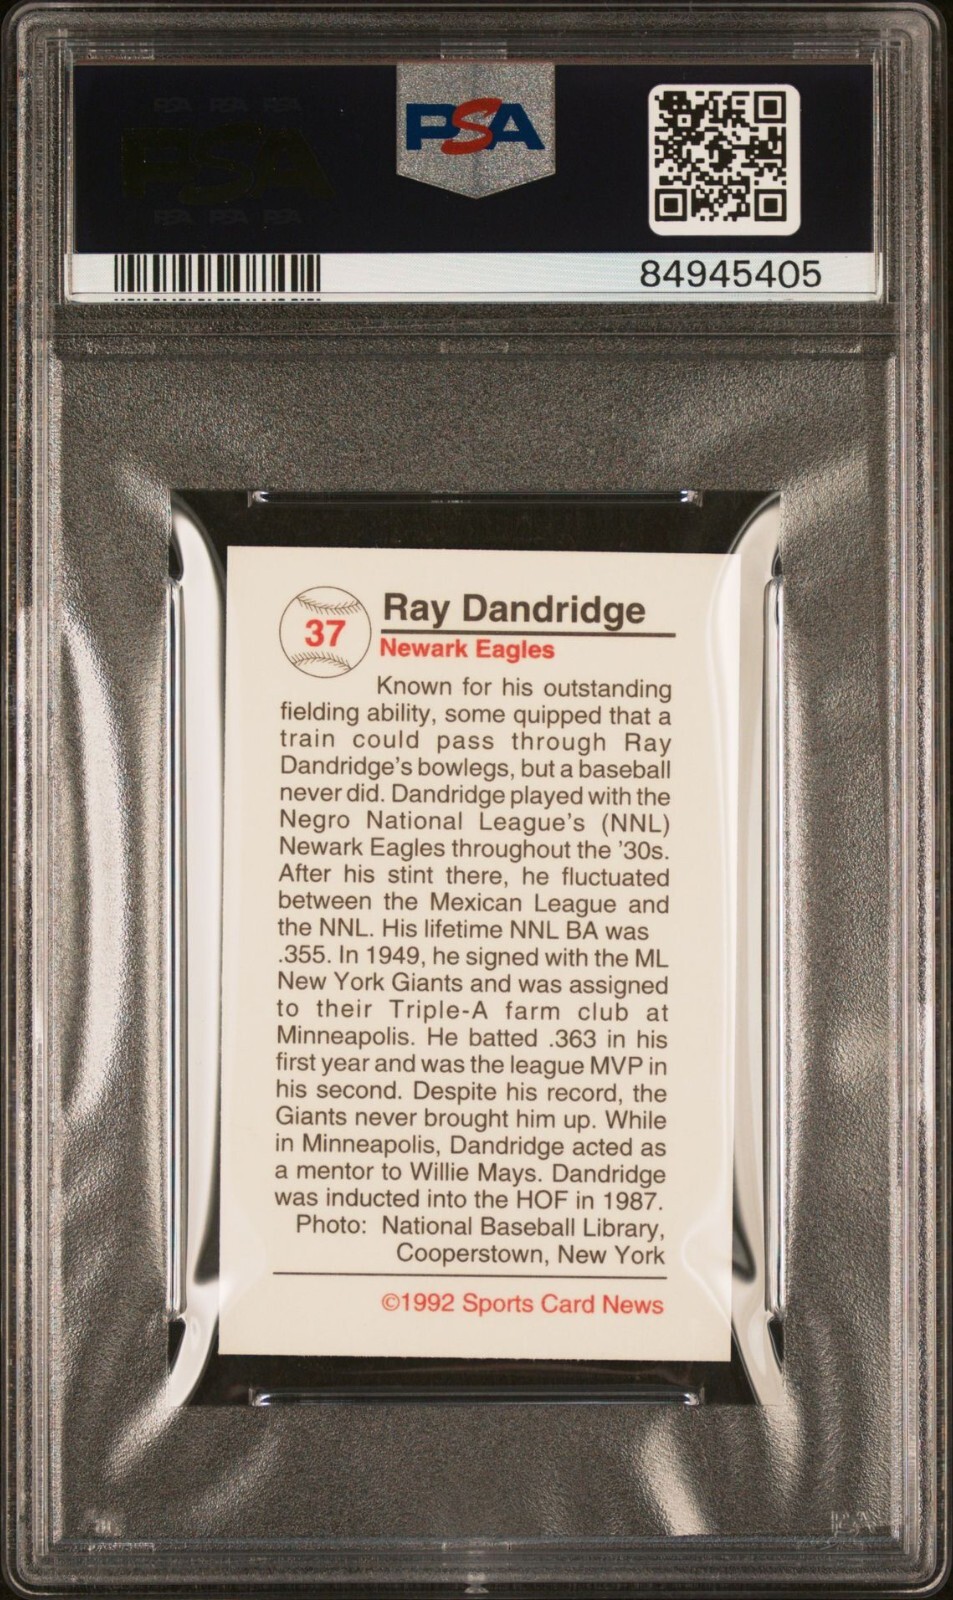 PSA PSA PSA
PSA
PSA PSA PSA
PSA
84945405
37
Ray Dandridge
Newark Eagles
Known for his outstanding
fielding ability, some quipped that a
train could pass through Ray
Dandridge's bowlegs, but a baseball
never did. Dandridge played with the
Negro National League's (NNL)
Newark Eagles throughout the '30s.
After his stint there, he fluctuated
between the Mexican League and
the NNL. His lifetime NNL BA was
.355. In 1949, he signed with the ML
New York Giants and was assigned
to their Triple-A farm club at
Minneapolis. He batted .363 in his
first year and was the league MVP in
his second. Despite his record, the
Giants never brought him up. While
in Minneapolis, Dandridge acted as
a mentor to Willie Mays. Dandridge
was inducted into the HOF in 1987.
Photo: National Baseball Library,
Cooperstown, New York
©1992 Sports Card News
PSA